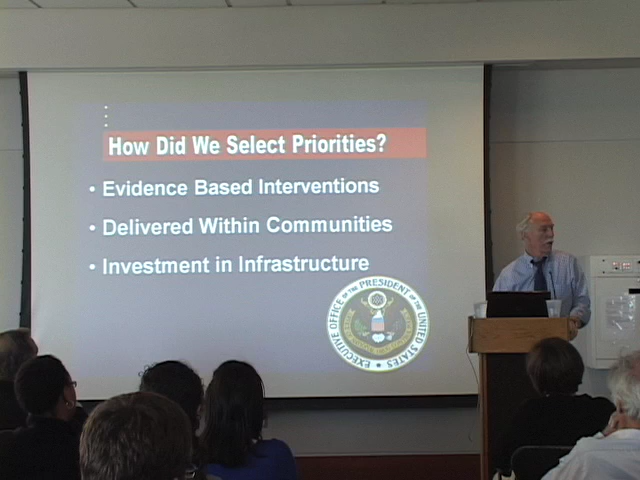 How Did We Select Priorities?
• Evidence Based Interventions
• Delivered Within Communities
• Investment in Infrastructure
EXECUTIVE OFFICE OF THE PRESIDENT OF THE UNITED STATES